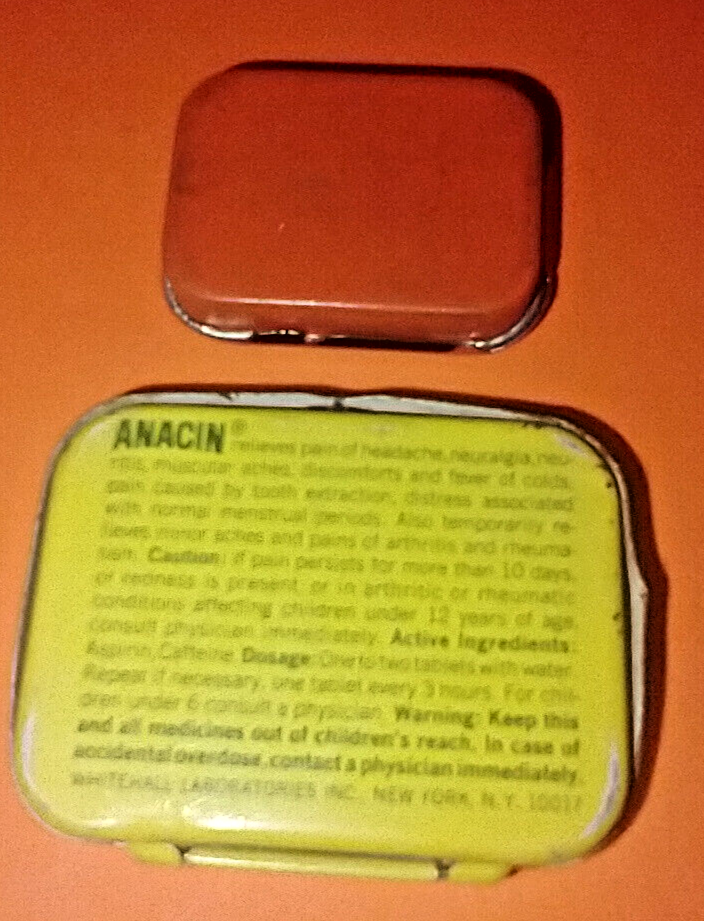 ANACIN® relieves pain of headache, neuralgia, neu-
ritis, muscular aches, discomforts and fever of colds,
pain caused by tooth extraction, distress associated
with normal menstrual periods. Also temporarily re-
lieves minor aches and pains of arthritis and rheuma-
tism. Caution: If pain persists for more than 10 days,
or redness is present, or in arthritic or rheumatic
conditions affecting children under 12 years of age,
consult physician immediately. Active Ingredients:
Aspirin, Caffeine. Dosage: One to two tablets with water.
Repeat if necessary, one tablet every 3 hours. For chil-
dren under 6 consult a physician. Warning: Keep this
and all medicines out of children's reach. In case of
accidental overdose, contact a physician immediately.
WHITEHALL LABORATORIES INC., NEW YORK, N.Y. 10017